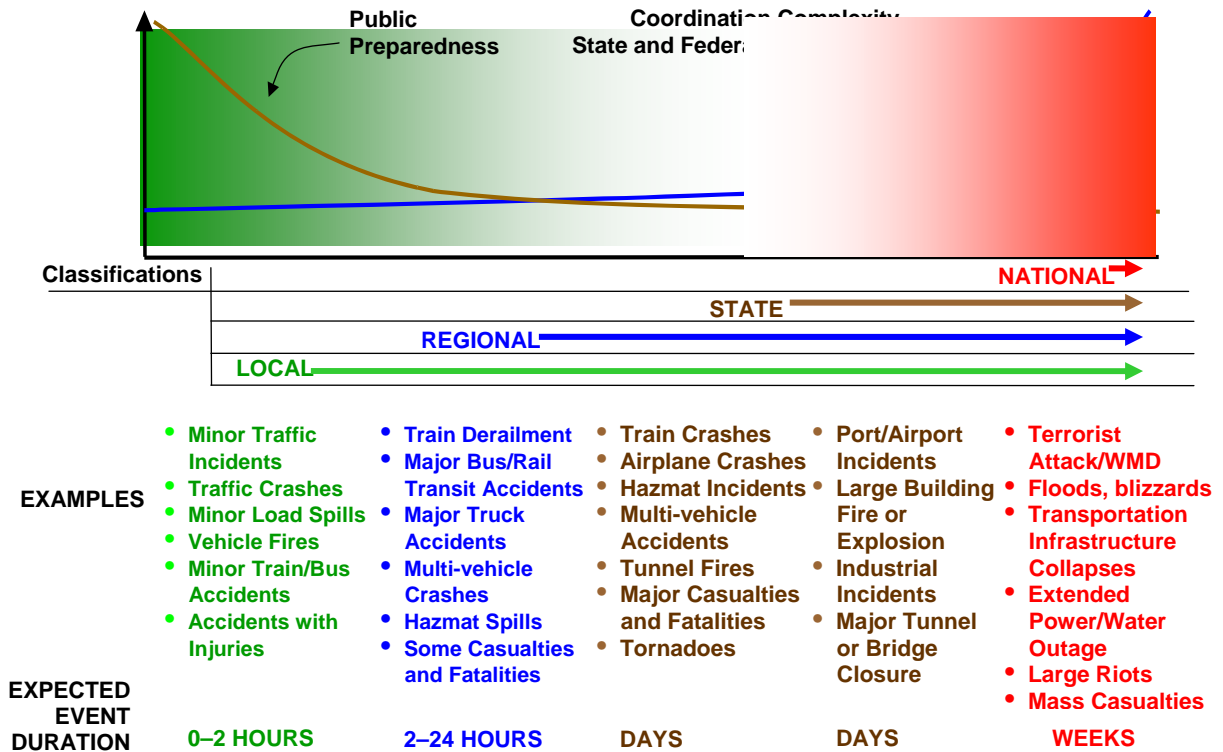 Public
Preparedness
Coordination Complexity
State and Federal
Classifications
NATIONAL
STATE
REGIONAL
LOCAL
EXAMPLES
• Minor Traffic
Incidents
• Traffic Crashes
• Minor Load Spills
• Vehicle Fires
• Minor Train/Bus
Accidents
• Accidents with
Injuries
• Train Derailment
• Major Bus/Rail
Transit Accidents
• Major Truck
Accidents
• Multi-vehicle
Crashes
• Hazmat Spills
• Some Casualties
and Fatalities
• Train Crashes
• Airplane Crashes
• Hazmat Incidents
• Multi-vehicle
Accidents
• Tunnel Fires
• Major Casualties
and Fatalities
• Tornadoes
• Port/Airport
Incidents
• Large Building
Fire or
Explosion
• Industrial
Incidents
• Major Tunnel
or Bridge
Closure
• Terrorist
Attack/WMD
• Floods, blizzards
• Transportation
Infrastructure
Collapses
• Extended
Power/Water
Outage
• Large Riots
• Mass Casualties
EXPECTED
EVENT
DURATION
0–2 HOURS
2–24 HOURS
DAYS
DAYS
WEEKS